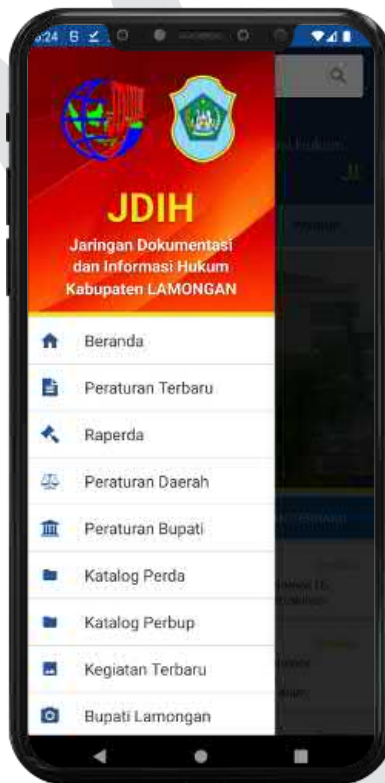 JDIH
Jaringan Dokumentasi
dan Informasi Hukum
Kabupaten LAMONGAN
Beranda
Peraturan Terbaru
Raperda
Peraturan Daerah
Peraturan Bupati
Katalog Perda
Katalog Perbup
Kegiatan Terbaru
Bupati Lamongan